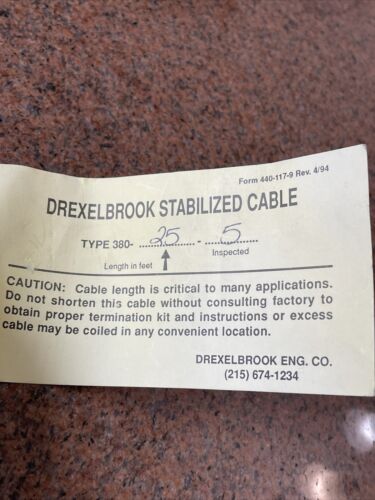 Form 440-117-9 Rev. 4/94
DREXELBROOK STABILIZED CABLE
TYPE 380- 25 - 5
Length in feet Inspected
CAUTION: Cable length is critical to many applications.
Do not shorten this cable without consulting factory to
obtain proper termination kit and instructions or excess
cable may be coiled in any convenient location.
DREXELBROOK ENG. CO.
(215) 674-1234